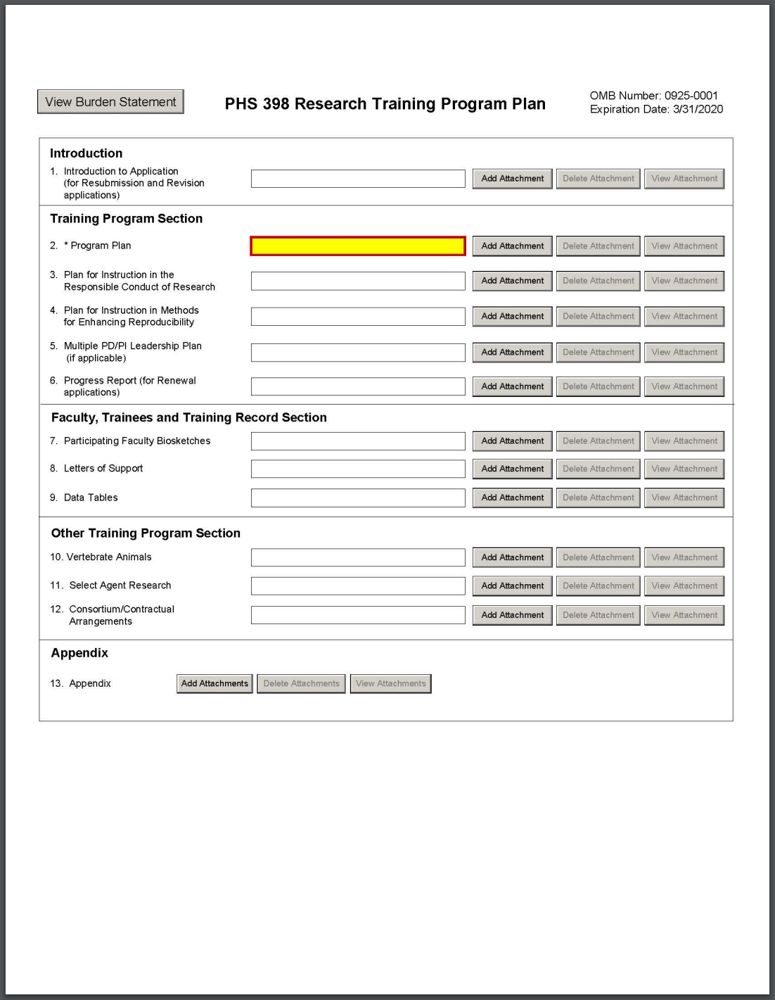 View Burden Statement
PHS 398 Research Training Program Plan
OMB Number: 0925-0001
Expiration Date: 3/31/2020
Introduction
1. Introduction to Application
(for Resubmission and Revision
applications)
Add Attachment Delete Attachment View Attachment
Training Program Section
2. * Program Plan
Add Attachment Delete Attachment View Attachment
3. Plan for Instruction in the
Responsible Conduct of Research
Add Attachment Delete Attachment View Attachment
4. Plan for Instruction in Methods
for Enhancing Reproducibility
Add Attachment Delete Attachment View Attachment
5. Multiple PD/PI Leadership Plan
(if applicable)
Add Attachment Delete Attachment View Attachment
6. Progress Report (for Renewal
applications)
Add Attachment Delete Attachment View Attachment
Faculty, Trainees and Training Record Section
7. Participating Faculty Biosketches
Add Attachment Delete Attachment View Attachment
8. Letters of Support
Add Attachment Delete Attachment View Attachment
9. Data Tables
Add Attachment Delete Attachment View Attachment
Other Training Program Section
10. Vertebrate Animals
Add Attachment Delete Attachment View Attachment
11. Select Agent Research
Add Attachment Delete Attachment View Attachment
12. Consortium/Contractual
Arrangements
Add Attachment Delete Attachment View Attachment
Appendix
13. Appendix
Add Attachments Delete Attachments View Attachments